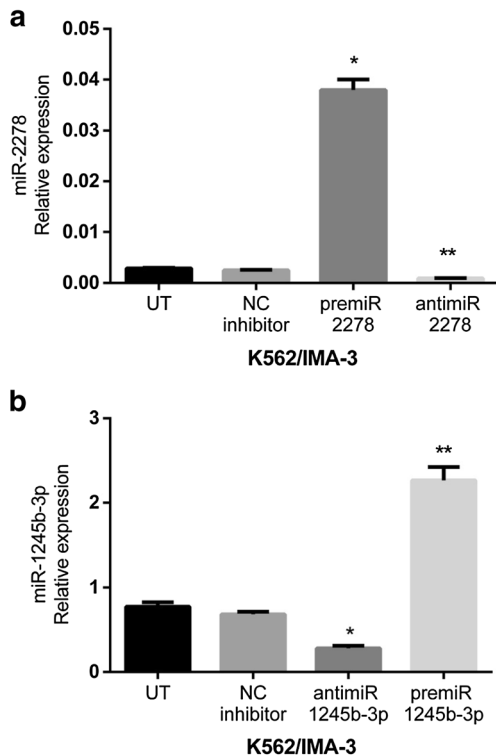 a
0.05
0.04
0.03
0.02
0.01
0.00
miR-2278
Relative expression
*
**
UT
NC
inhibitor
premiR
2278
antimiR
2278
K562/IMA-3
b
3
2
1
0
miR-1245b-3p
Relative expression
*
**
UT
NC
inhibitor
antimiR
1245b-3p
premiR
1245b-3p
K562/IMA-3